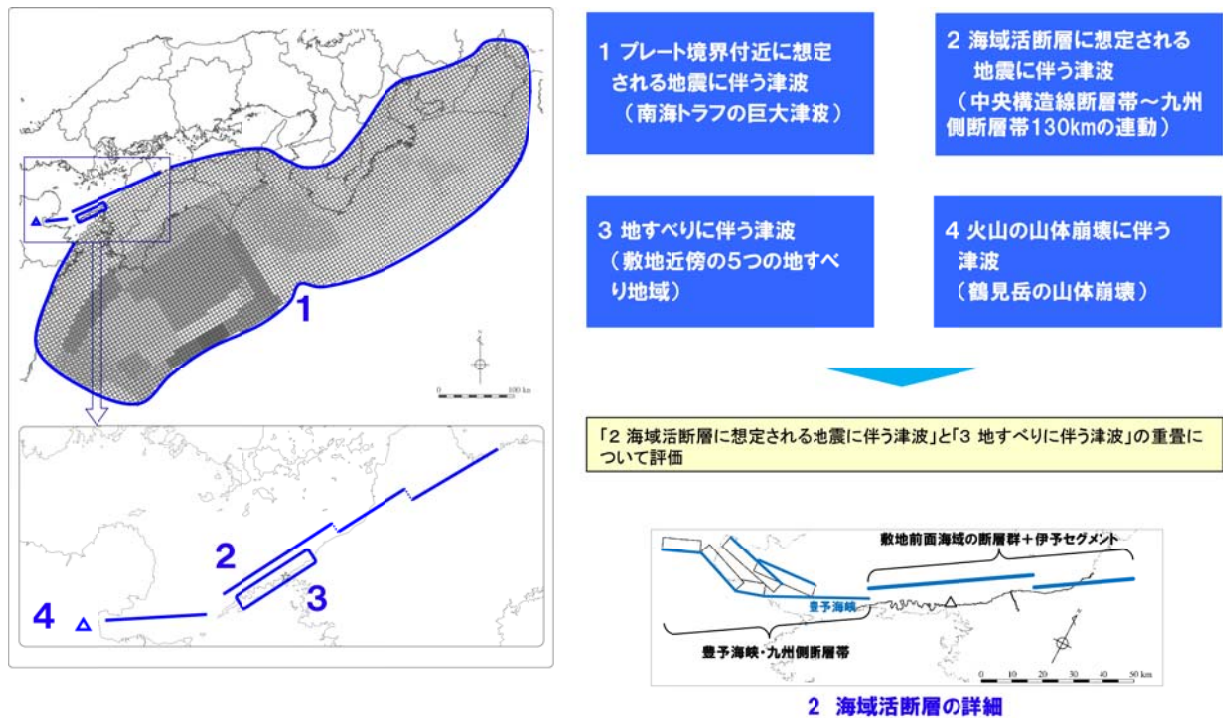 1 プレート境界付近に想定
される地震に伴う津波
（南海トラフの巨大津波）
2 海域活断層に想定される
地震に伴う津波
（中央構造線断層帯～九州
側断層帯130kmの連動）
3 地すべりに伴う津波
（敷地近傍の5つの地すべ
り地域）
4 火山の山体崩壊に伴う
津波
（鶴見岳の山体崩壊）
「2 海域活断層に想定される地震に伴う津波」と「3 地すべりに伴う津波」の重畳に
ついて評価
1
0 100 km
2
3
4
敷地前面海域の断層群＋伊予セグメント
豊予海峡
豊予海峡・九州側断層帯
0 10 20 30 40 50 km
2 海域活断層の詳細